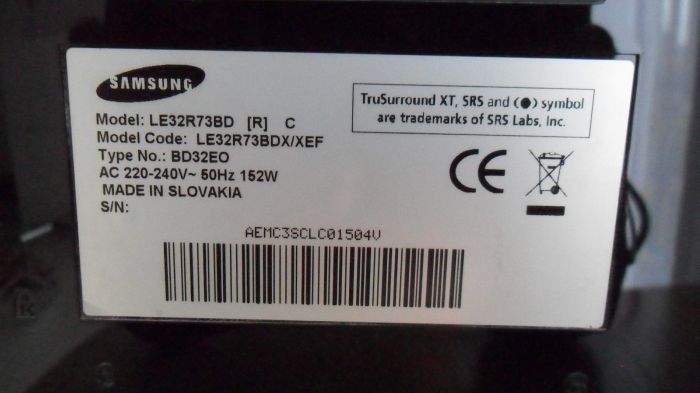 SAMSUNG
Model: LE32R73BD [R] C
Model Code: LE32R73BDX/XEF
Type No.: BD32EO
AC 220-240V~ 50Hz 152W
MADE IN SLOVAKIA
S/N:
TruSurround XT, SRS and (●) symbol
are trademarks of SRS Labs, Inc.
CE
AEMC3SCLC01504V